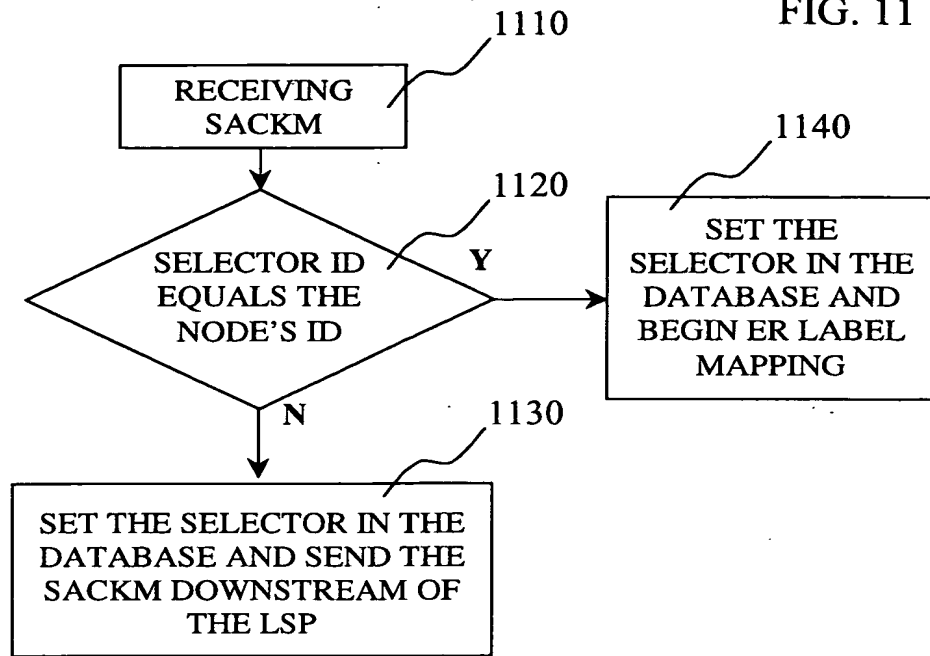 FIG. 11
1110
RECEIVING
SACKM
1120
SELECTOR ID
EQUALS THE
NODE'S ID
Y
1140
SET THE
SELECTOR IN THE
DATABASE AND
BEGIN ER LABEL
MAPPING
N
1130
SET THE SELECTOR IN THE
DATABASE AND SEND THE
SACKM DOWNSTREAM OF
THE LSP